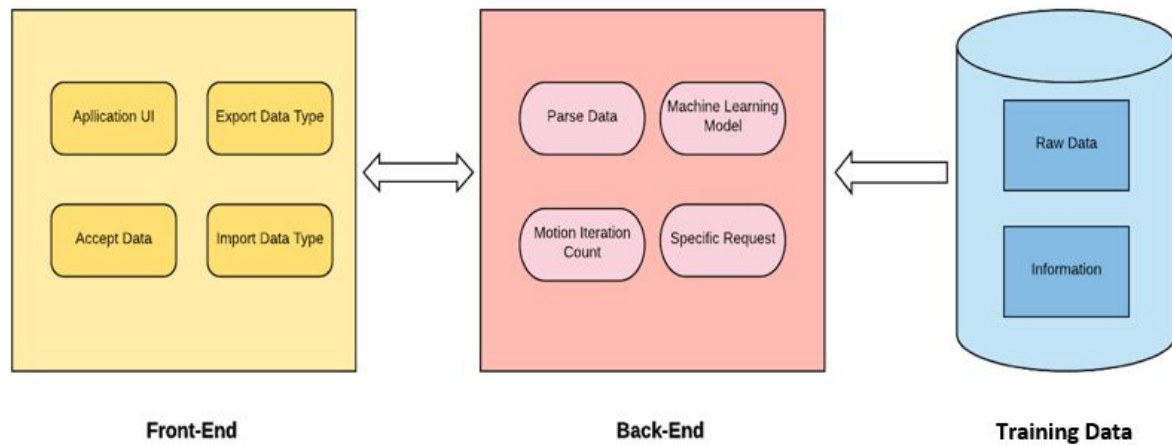 Apllication UI
Export Data Type
Accept Data
Import Data Type
Parse Data
Machine Learning
Model
Motion Iteration
Count
Specific Request
Raw Data
Information
Front-End
Back-End
Training Data